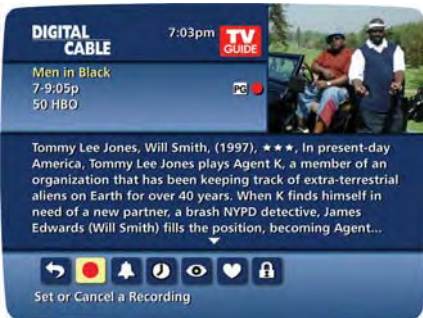 DIGITAL CABLE
7:03pm
TV GUIDE
Men in Black
7-9:05p
PG
50 HBO
Tommy Lee Jones, Will Smith, (1997), ★★★, In present-day
America, Tommy Lee Jones plays Agent K, a member of an
organization that has been keeping track of extra-terrestrial
aliens on Earth for over 40 years. When K finds himself in
need of a new partner, a brash NYPD detective, James
Edwards (Will Smith) fills the position, becoming Agent...
Set or Cancel a Recording